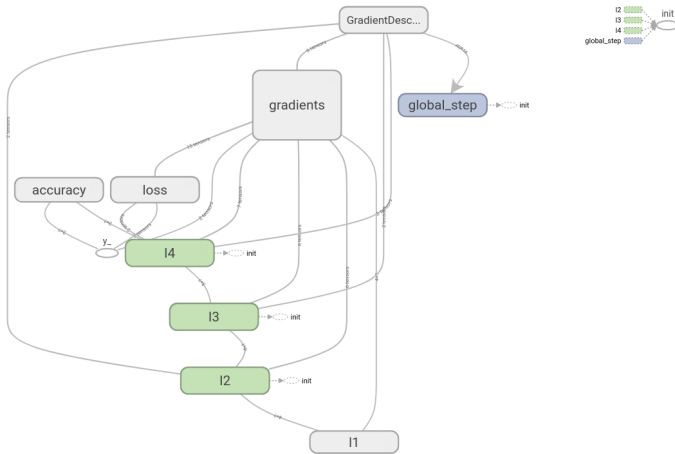 GradientDesc...
l2
l3
l4
global_step
init
gradients
global_step
init
accuracy
loss
y_
l4
init
l3
init
l2
init
l1